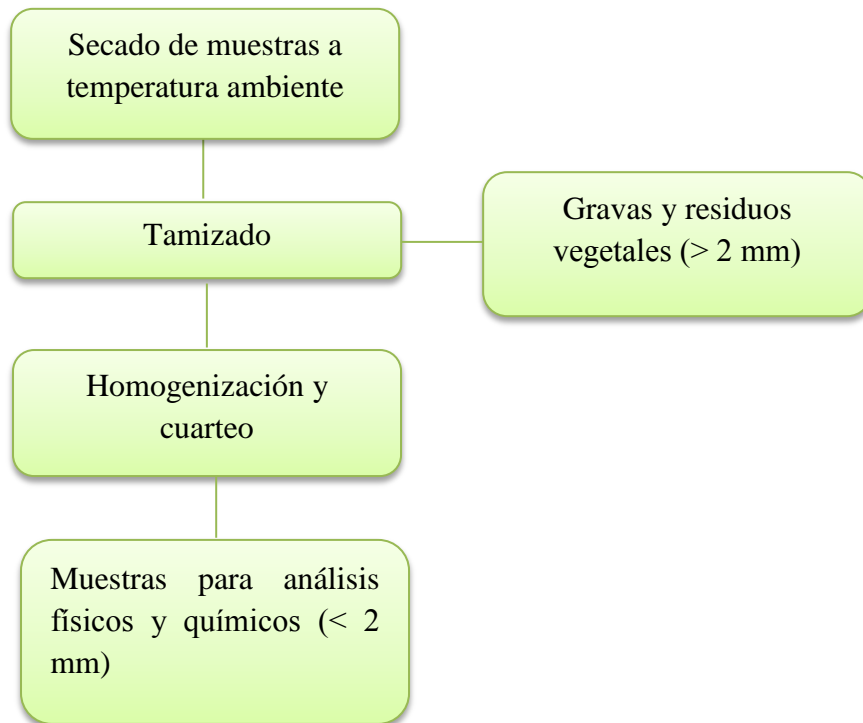 Secado de muestras a
temperatura ambiente
Tamizado
Gravas y residuos
vegetales (> 2 mm)
Homogenización y
cuarteo
Muestras para análisis
físicos y químicos (< 2
mm)